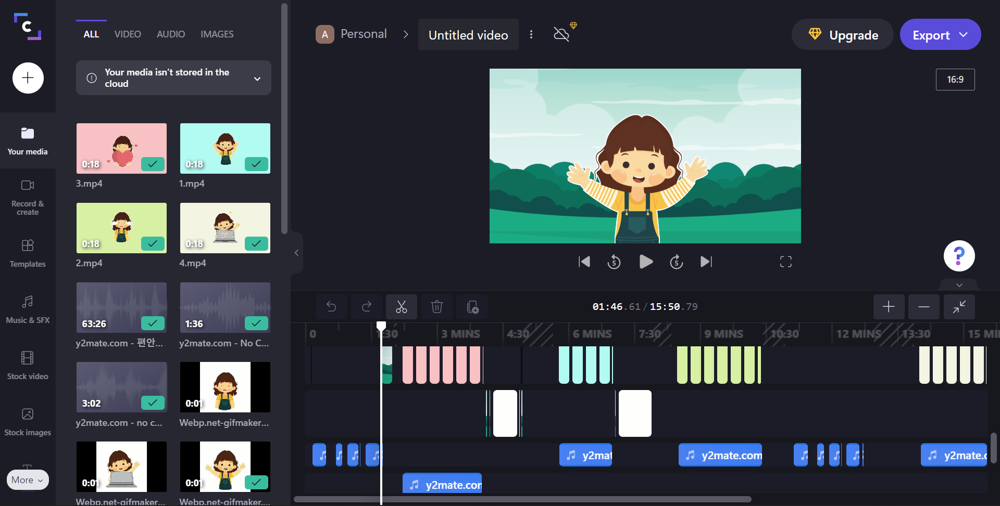 ALL VIDEO AUDIO IMAGES
A Personal Untitled video
Upgrade Export
Your media isn't stored in the
cloud
16:9
0:18 0:18
3.mp4 1.mp4
0:18 0:18
2.mp4 4.mp4
63:26 1:36
y2mate.com - 편안... y2mate.com - No C...
3:02 0:01
y2mate.com - no c... Webp.net-gifmaker...
0:01 0:01
Webp.net-gifmaker... Webp.net-gifmaker....
Your media
Record &
create
Templates
Music & SFX
Stock video
Stock images
More
5 5
?
01:46.61/15:50.79
0 1:30 3 MINS 4:30 6 MINS 7:30 9 MINS 10:30 12 MINS 13:30 15 MI
y2mat y2mate.com y2mate.c
y2mate.con